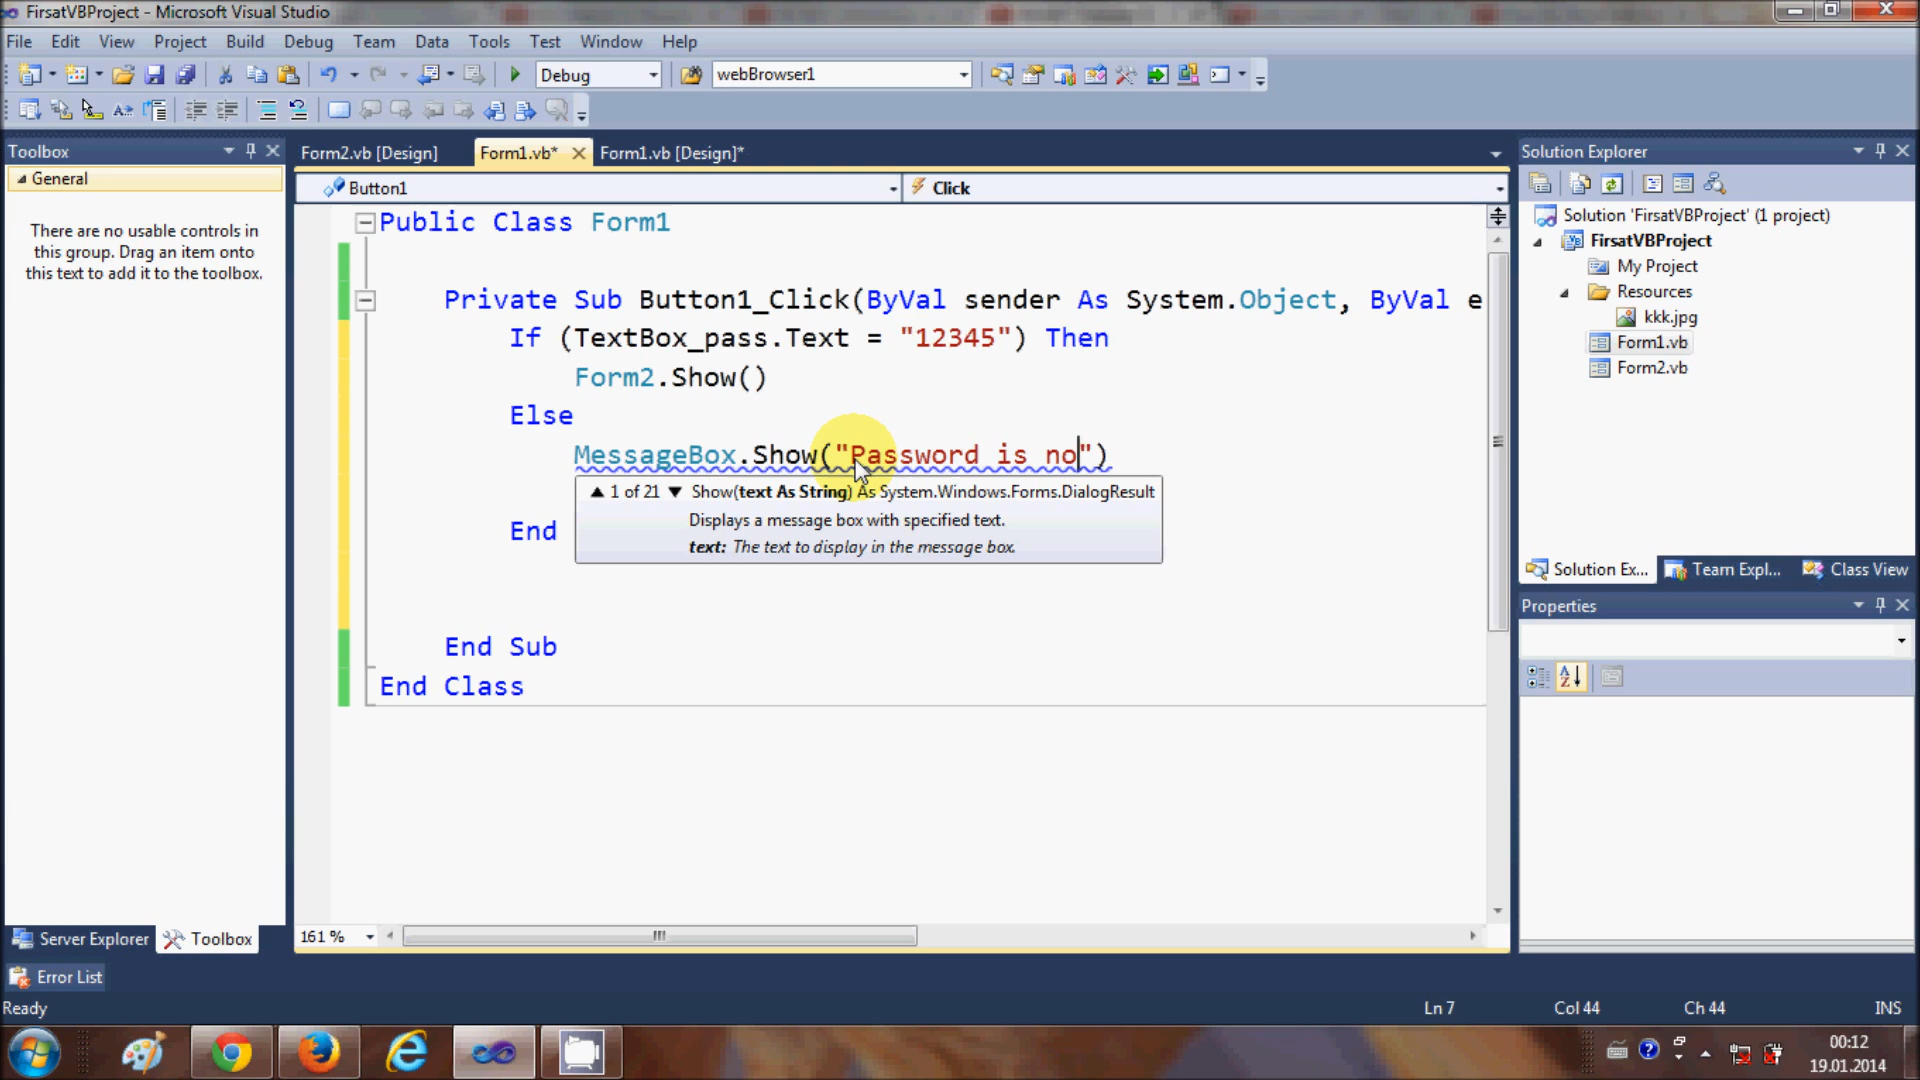 FirsatVBProject - Microsoft Visual Studio
File Edit View Project Build Debug Team Data Tools Test Window Help
Debug webBrowser1
Toolbox
General
There are no usable controls in
this group. Drag an item onto
this text to add it to the toolbox.
Server Explorer Toolbox
Form2.vb [Design] Form1.vb* Form1.vb [Design]*
Button1 Click
Public Class Form1
Private Sub Button1_Click(ByVal sender As System.Object, ByVal e
If (TextBox_pass.Text = "12345") Then
Form2.Show()
Else
MessageBox.Show("Password is no")
1 of 21 Show(text As String) As System.Windows.Forms.DialogResult
Displays a message box with specified text.
text: The text to display in the message box.
End
End Sub
End Class
161 %
Solution Explorer
Solution 'FirsatVBProject' (1 project)
FirsatVBProject
My Project
Resources
kkk.jpg
Form1.vb
Form2.vb
Solution Ex... Team Expl... Class View
Properties
Error List
Ready Ln 7 Col 44 Ch 44 INS
00:12
19.01.2014